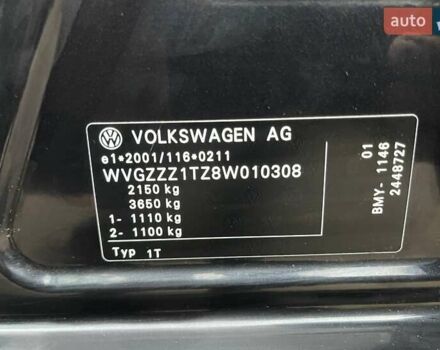 auto
VOLKSWAGEN AG
e1*2001/116*0211
WVGZZZ1TZ8W010308
2150 kg
3650 kg
1- 1110 kg
2- 1100 kg
Typ 1T
01
BMY- 1146
2448727